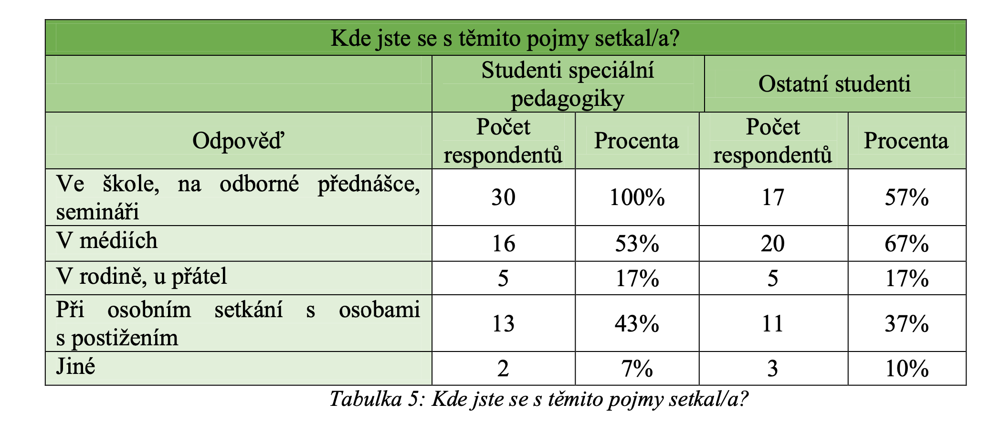 Kde jste se s těmito pojmy setkal/a?
Studenti speciální
pedagogiky
Ostatní studenti
Odpověď
Počet
respondentů
Procenta
Počet
respondentů
Procenta
Ve škole, na odborné přednášce,
semináři
30
100%
17
57%
V médiích
16
53%
20
67%
V rodině, u přátel
5
17%
5
17%
Při osobním setkání s osobami
s postižením
13
43%
11
37%
Jiné
2
7%
3
10%
Tabulka 5: Kde jste se s těmito pojmy setkal/a?